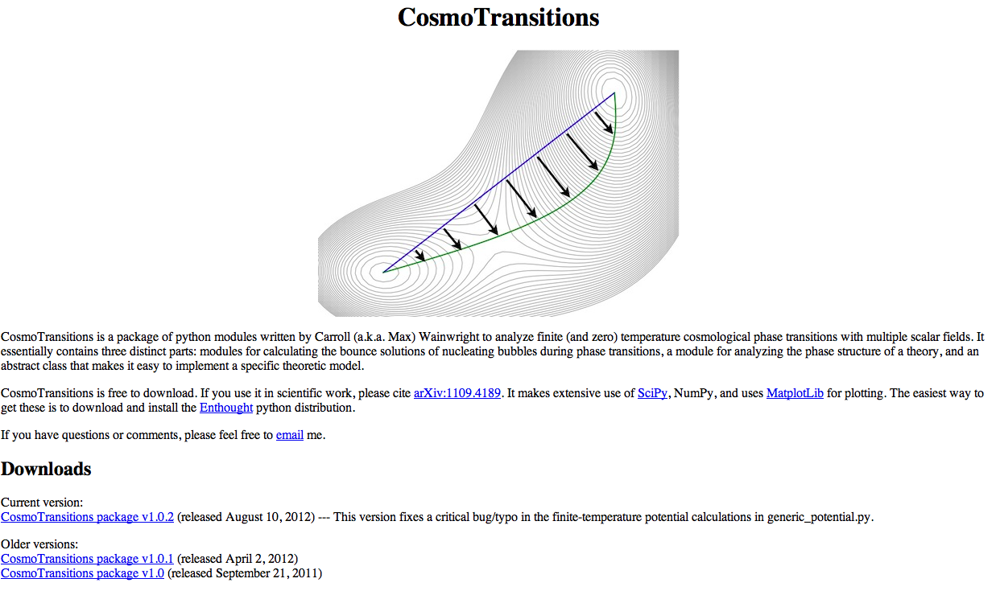 CosmoTransitions
CosmoTransitions is a package of python modules written by Carroll (a.k.a. Max) Wainwright to analyze finite (and zero) temperature cosmological phase transitions with multiple scalar fields. It
essentially contains three distinct parts: modules for calculating the bounce solutions of nucleating bubbles during phase transitions, a module for analyzing the phase structure of a theory, and an
abstract class that makes it easy to implement a specific theoretic model.
CosmoTransitions is free to download. If you use it in scientific work, please cite arXiv:1109.4189. It makes extensive use of SciPy, NumPy, and uses MatplotLib for plotting. The easiest way to
get these is to download and install the Enthought python distribution.
If you have questions or comments, please feel free to email me.
Downloads
Current version:
CosmoTransitions package v1.0.2 (released August 10, 2012) --- This version fixes a critical bug/typo in the finite-temperature potential calculations in generic_potential.py.
Older versions:
CosmoTransitions package v1.0.1 (released April 2, 2012)
CosmoTransitions package v1.0 (released September 21, 2011)